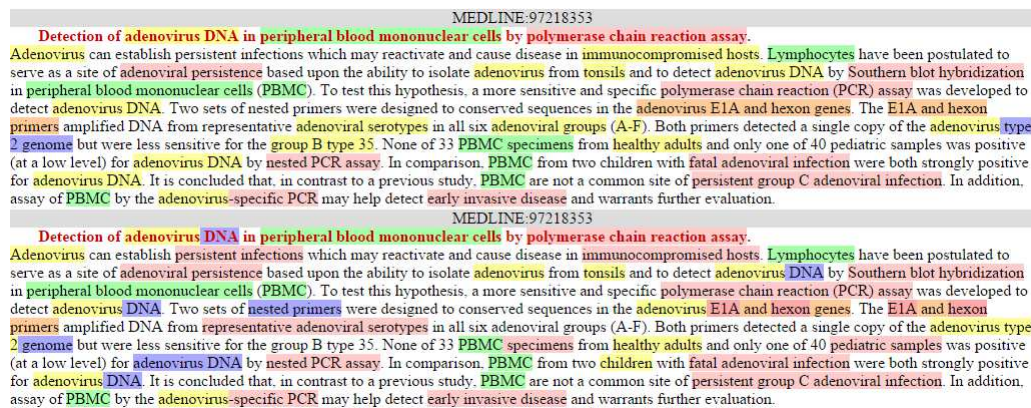 MEDLINE:97218353
Detection of adenovirus DNA in peripheral blood mononuclear cells by polymerase chain reaction assay.
Adenovirus can establish persistent infections which may reactivate and cause disease in immunocompromised hosts. Lymphocytes have been postulated to
serve as a site of adenoviral persistence based upon the ability to isolate adenovirus from tonsils and to detect adenovirus DNA by Southern blot hybridization
in peripheral blood mononuclear cells (PBMC). To test this hypothesis, a more sensitive and specific polymerase chain reaction (PCR) assay was developed to
detect adenovirus DNA. Two sets of nested primers were designed to conserved sequences in the adenovirus E1A and hexon genes. The E1A and hexon
primers amplified DNA from representative adenoviral serotypes in all six adenoviral groups (A-F). Both primers detected a single copy of the adenovirus type
2 genome but were less sensitive for the group B type 35. None of 33 PBMC specimens from healthy adults and only one of 40 pediatric samples was positive
(at a low level) for adenovirus DNA by nested PCR assay. In comparison, PBMC from two children with fatal adenoviral infection were both strongly positive
for adenovirus DNA. It is concluded that, in contrast to a previous study, PBMC are not a common site of persistent group C adenoviral infection. In addition,
assay of PBMC by the adenovirus-specific PCR may help detect early invasive disease and warrants further evaluation.
MEDLINE:97218353
Detection of adenovirus DNA in peripheral blood mononuclear cells by polymerase chain reaction assay.
Adenovirus can establish persistent infections which may reactivate and cause disease in immunocompromised hosts. Lymphocytes have been postulated to
serve as a site of adenoviral persistence based upon the ability to isolate adenovirus from tonsils and to detect adenovirus DNA by Southern blot hybridization
in peripheral blood mononuclear cells (PBMC). To test this hypothesis, a more sensitive and specific polymerase chain reaction (PCR) assay was developed to
detect adenovirus DNA. Two sets of nested primers were designed to conserved sequences in the adenovirus E1A and hexon genes. The E1A and hexon
primers amplified DNA from representative adenoviral serotypes in all six adenoviral groups (A-F). Both primers detected a single copy of the adenovirus type
2 genome but were less sensitive for the group B type 35. None of 33 PBMC specimens from healthy adults and only one of 40 pediatric samples was positive
(at a low level) for adenovirus DNA by nested PCR assay. In comparison, PBMC from two children with fatal adenoviral infection were both strongly positive
for adenovirus DNA. It is concluded that, in contrast to a previous study, PBMC are not a common site of persistent group C adenoviral infection. In addition,
assay of PBMC by the adenovirus-specific PCR may help detect early invasive disease and warrants further evaluation.